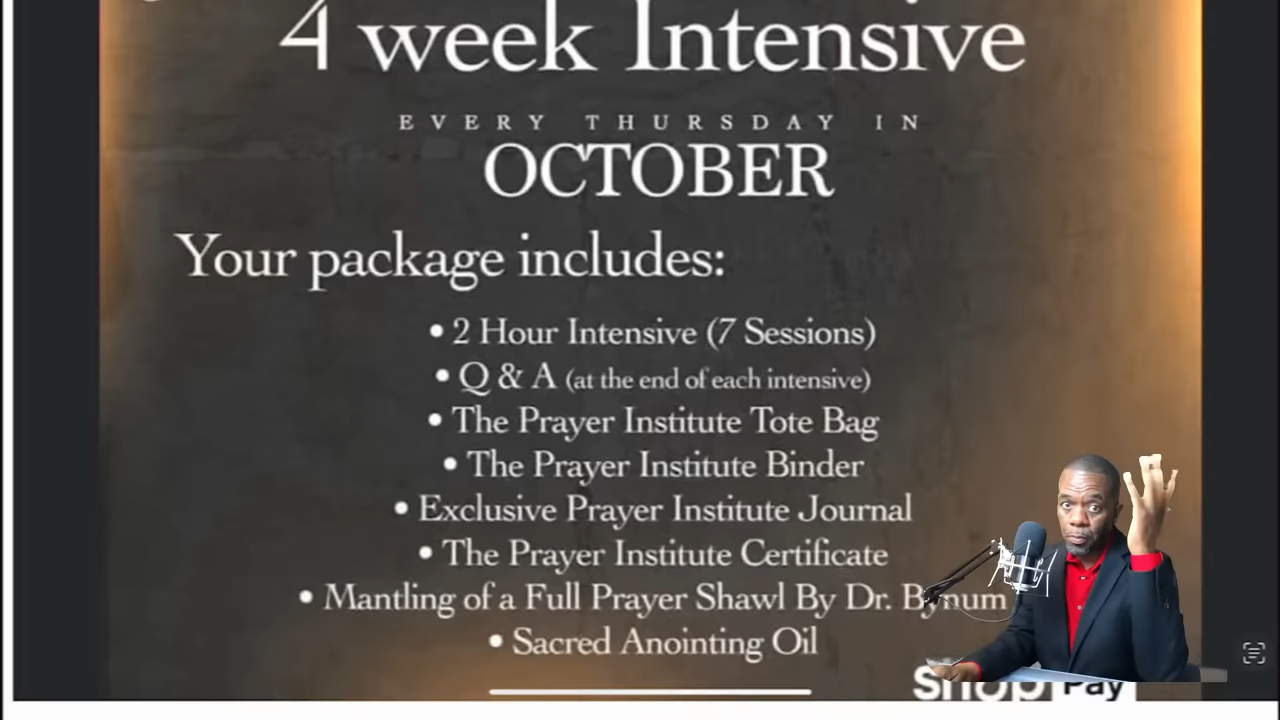 4 week Intensive
EVERY THURSDAY IN
OCTOBER
Your package includes:
• 2 Hour Intensive (7 Sessions)
• Q & A (at the end of each intensive)
• The Prayer Institute Tote Bag
• The Prayer Institute Binder
• Exclusive Prayer Institute Journal
• The Prayer Institute Certificate
• Mantling of a Full Prayer Shawl By Dr. Bynum
• Sacred Anointing Oil
shop Pay